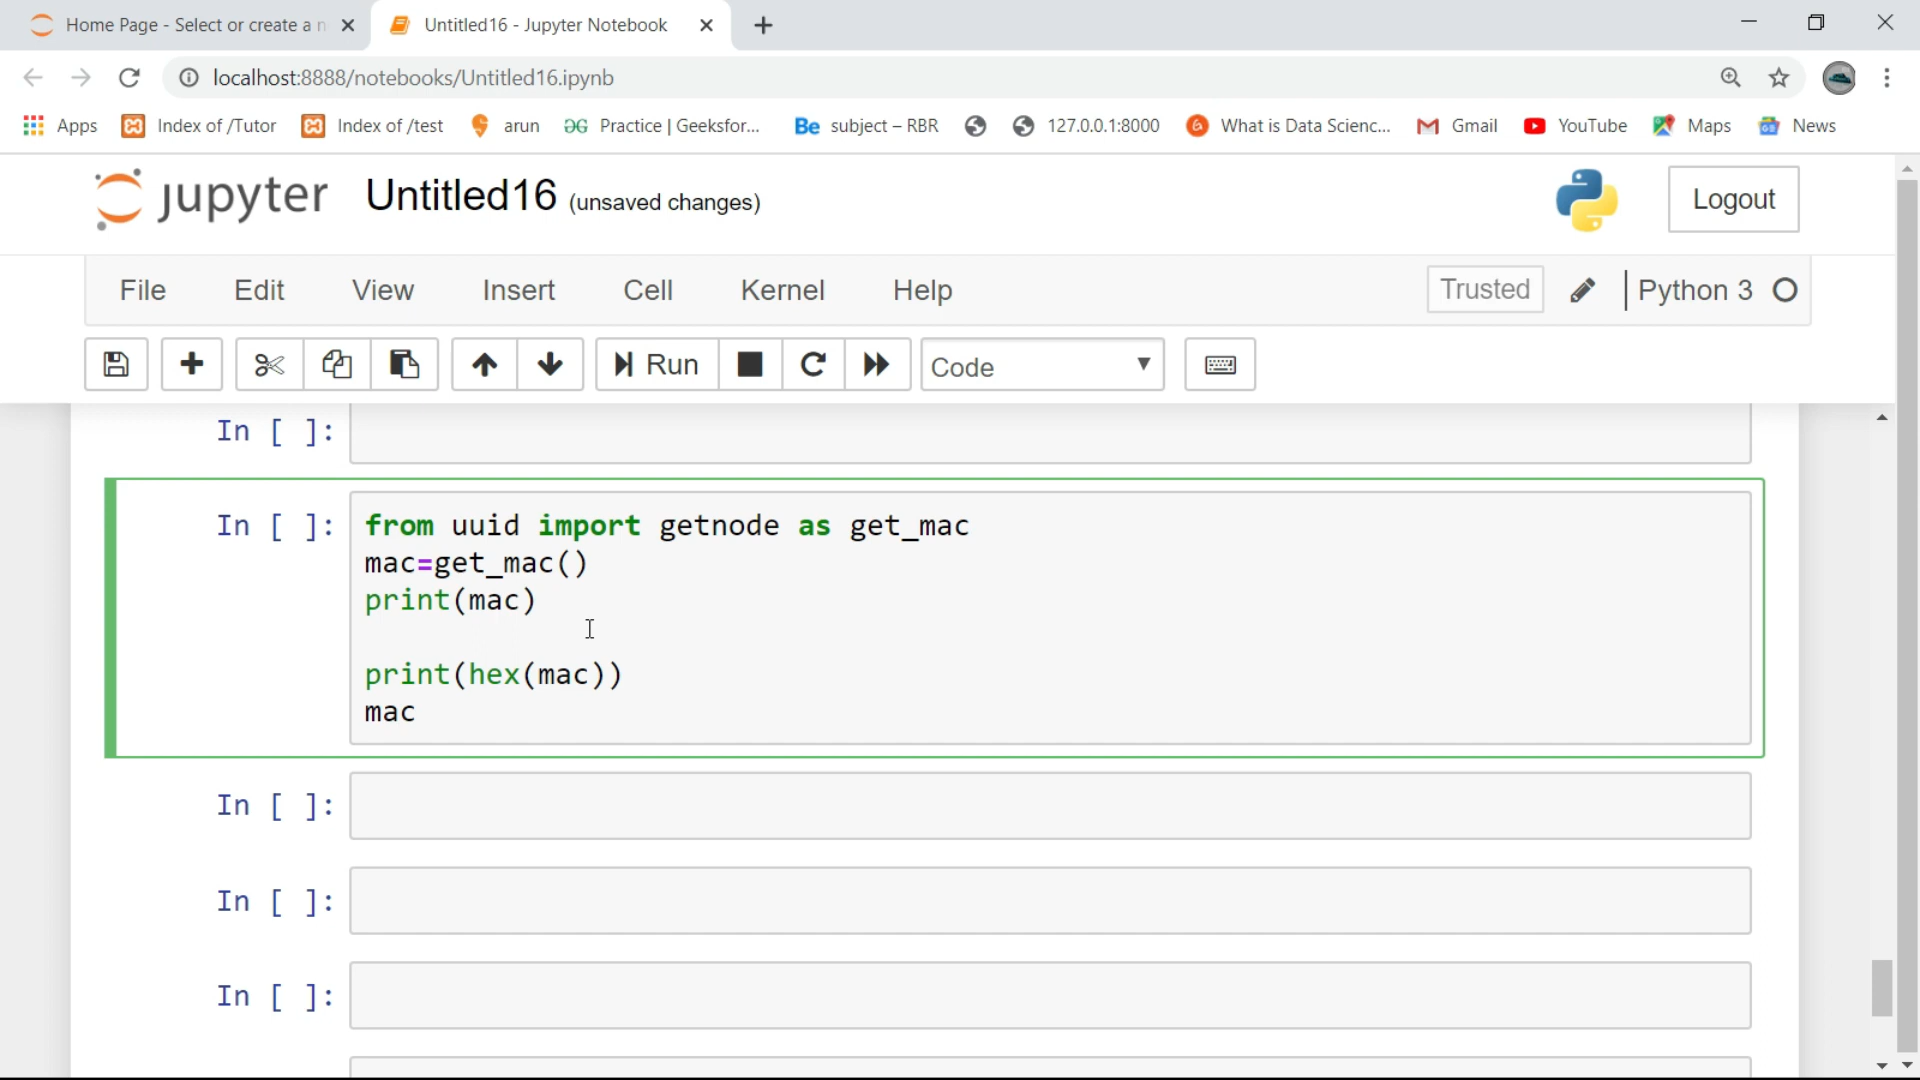 Home Page - Select or create a n
Untitled16 - Jupyter Notebook
localhost:8888/notebooks/Untitled16.ipynb
Apps
Index of /Tutor
Index of /test
arun
Practice | Geeksfor...
Be subject – RBR
127.0.0.1:8000
What is Data Scienc...
Gmail
YouTube
Maps
News
jupyter Untitled16 (unsaved changes)
Logout
File Edit View Insert Cell Kernel Help Trusted Python 3
Run Code
In [ ]:
In [ ]: from uuid import getnode as get_mac
mac=get_mac()
print(mac)
print(hex(mac))
mac
In [ ]:
In [ ]:
In [ ]: